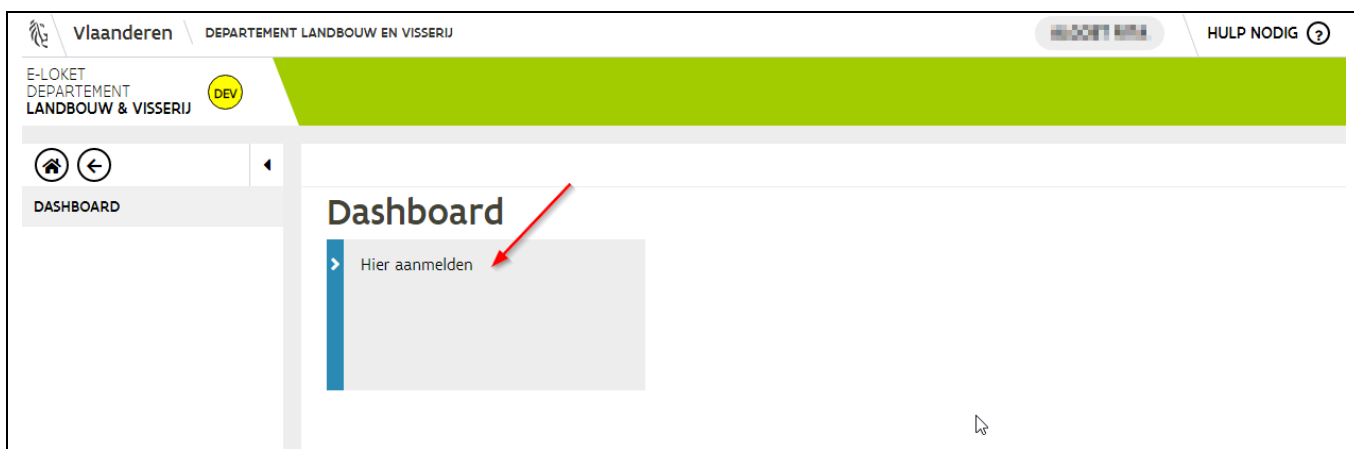 Vlaanderen
DEPARTEMENT LANDBOUW EN VISSERIJ
HULP NODIG ?
E-LOKET
DEPARTEMENT
LANDBOUW & VISSERIJ
DEV
DASHBOARD
Dashboard
Hier aanmelden